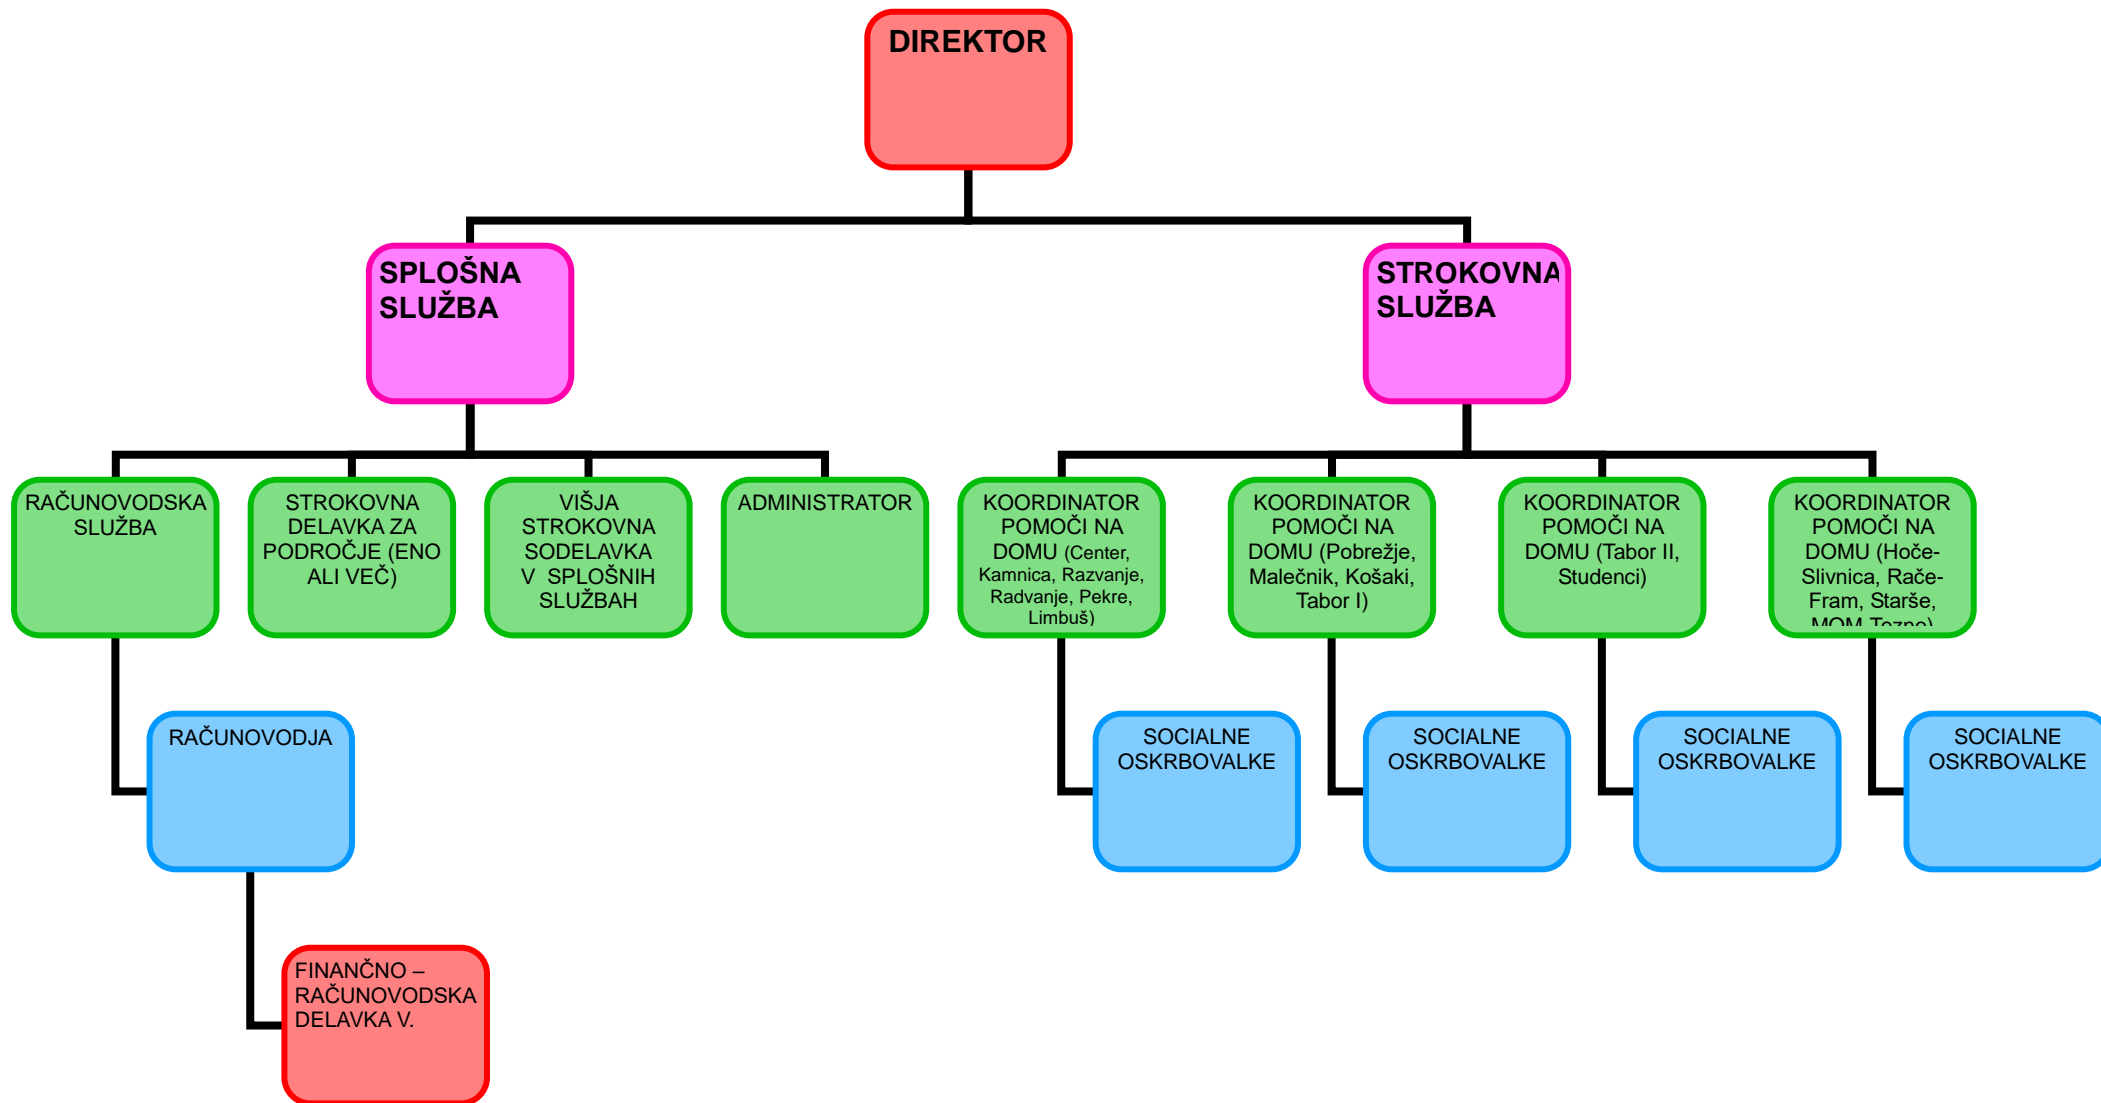 DIREKTOR
SPLOŠNA
SLUŽBA
STROKOVNA
SLUŽBA
RAČUNOVODSKA
SLUŽBA
STROKOVNA
DELAVKA ZA
PODROČJE (ENO
ALI VEČ)
VIŠJA
STROKOVNA
SODELAVKA
V SPLOŠNIH
SLUŽBAH
ADMINISTRATOR
KOORDINATOR
POMOČI NA
DOMU (Center,
Kamnica, Razvanje,
Radvanje, Pekre,
Limbuš)
KOORDINATOR
POMOČI NA
DOMU (Pobrežje,
Malečnik, Košaki,
Tabor I)
KOORDINATOR
POMOČI NA
DOMU (Tabor II,
Studenci)
KOORDINATOR
POMOČI NA
DOMU (Hoče-
Slivnica, Rače-
Fram, Starše,
MOM Tezno)
RAČUNOVODJA
SOCIALNE
OSKRBOVALKE
SOCIALNE
OSKRBOVALKE
SOCIALNE
OSKRBOVALKE
SOCIALNE
OSKRBOVALKE
FINANČNO –
RAČUNOVODSKA
DELAVKA V.